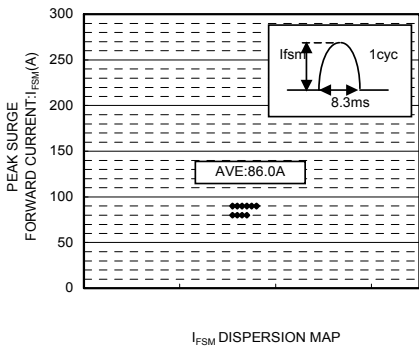 300
250
200
150
100
50
0
PEAK SURGE
FORWARD CURRENT:IFSM(A)
Ifsm
1cyc
8.3ms
AVE:86.0A
IFSM DISPERSION MAP